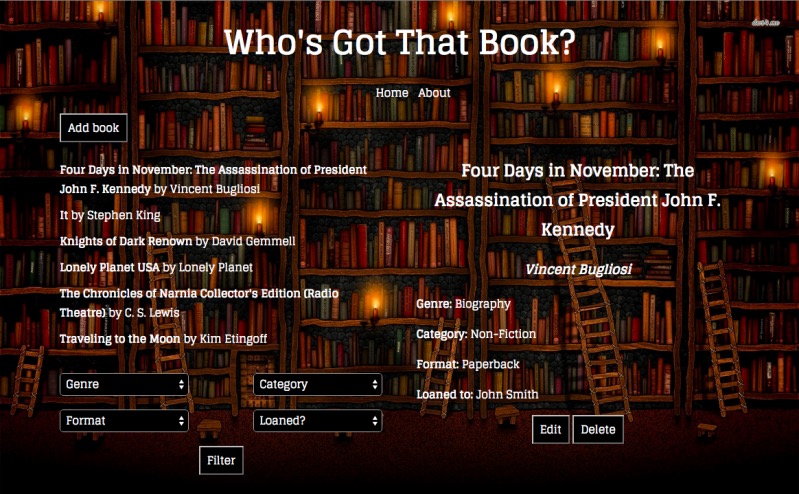 Who's Got That Book?
Home About
Add book
Four Days in November: The Assassination of President
John F. Kennedy by Vincent Bugliosi
It by Stephen King
Knights of Dark Renown by David Gemmell
Lonely Planet USA by Lonely Planet
The Chronicles of Narnia Collector's Edition (Radio
Theatre) by C. S. Lewis
Traveling to the Moon by Kim Etingoff
Genre
Category
Format
Loaned?
Filter
Four Days in November: The
Assassination of President John F.
Kennedy
Vincent Bugliosi
Genre: Biography
Category: Non-Fiction
Format: Paperback
Loaned to: John Smith
Edit
Delete